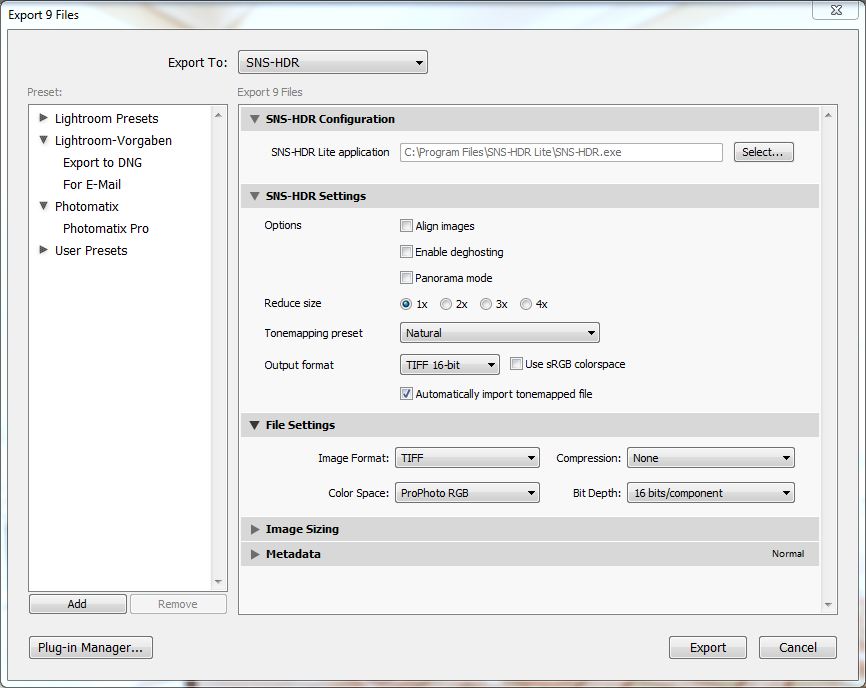 Export 9 Files
Export To: SNS-HDR
Preset:
Export 9 Files
Lightroom Presets
Lightroom-Vorgaben
Export to DNG
For E-Mail
Photomatix
Photomatix Pro
User Presets
Add Remove
SNS-HDR Configuration
SNS-HDR Lite application C:\Program Files\SNS-HDR Lite\SNS-HDR.exe Select...
SNS-HDR Settings
Options Align images
Enable deghosting
Panorama mode
Reduce size 1x 2x 3x 4x
Tonemapping preset Natural
Output format TIFF 16-bit Use sRGB colorspace
Automatically import tonemapped file
File Settings
Image Format: TIFF Compression: None
Color Space: ProPhoto RGB Bit Depth: 16 bits/component
Image Sizing
Metadata Normal
Plug-in Manager... Export Cancel